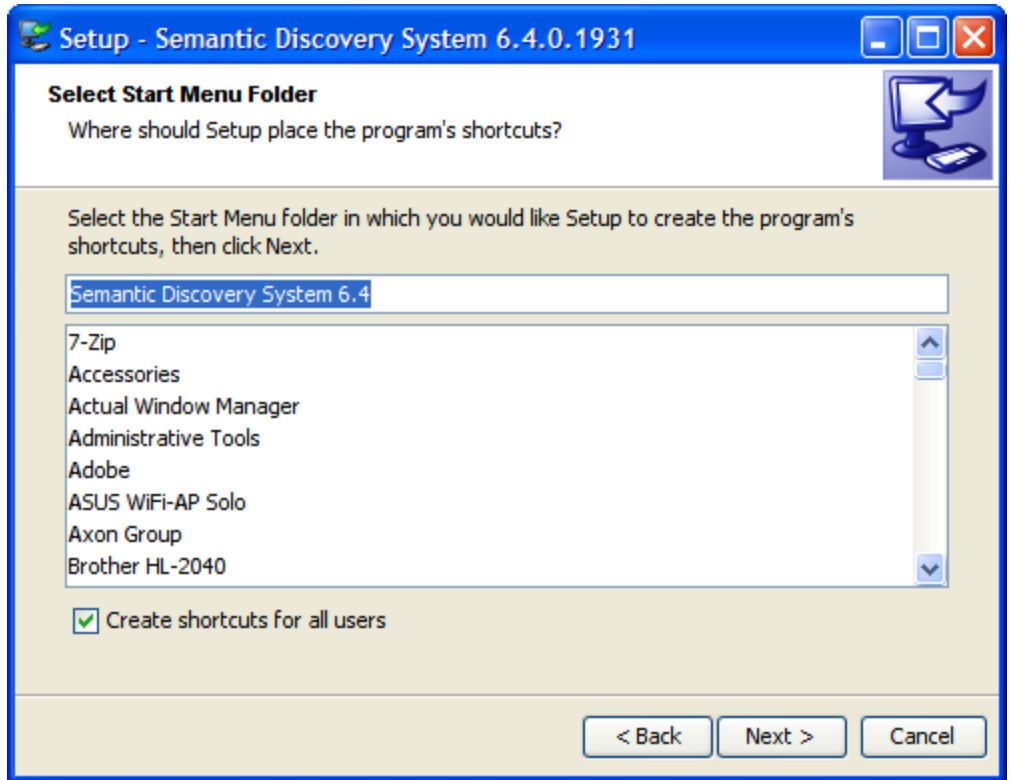 Setup - Semantic Discovery System 6.4.0.1931
Select Start Menu Folder
Where should Setup place the program's shortcuts?
Select the Start Menu folder in which you would like Setup to create the program's
shortcuts, then click Next.
Semantic Discovery System 6.4
7-Zip
Accessories
Actual Window Manager
Administrative Tools
Adobe
ASUS WiFi-AP Solo
Axon Group
Brother HL-2040
Create shortcuts for all users
< Back Next > Cancel